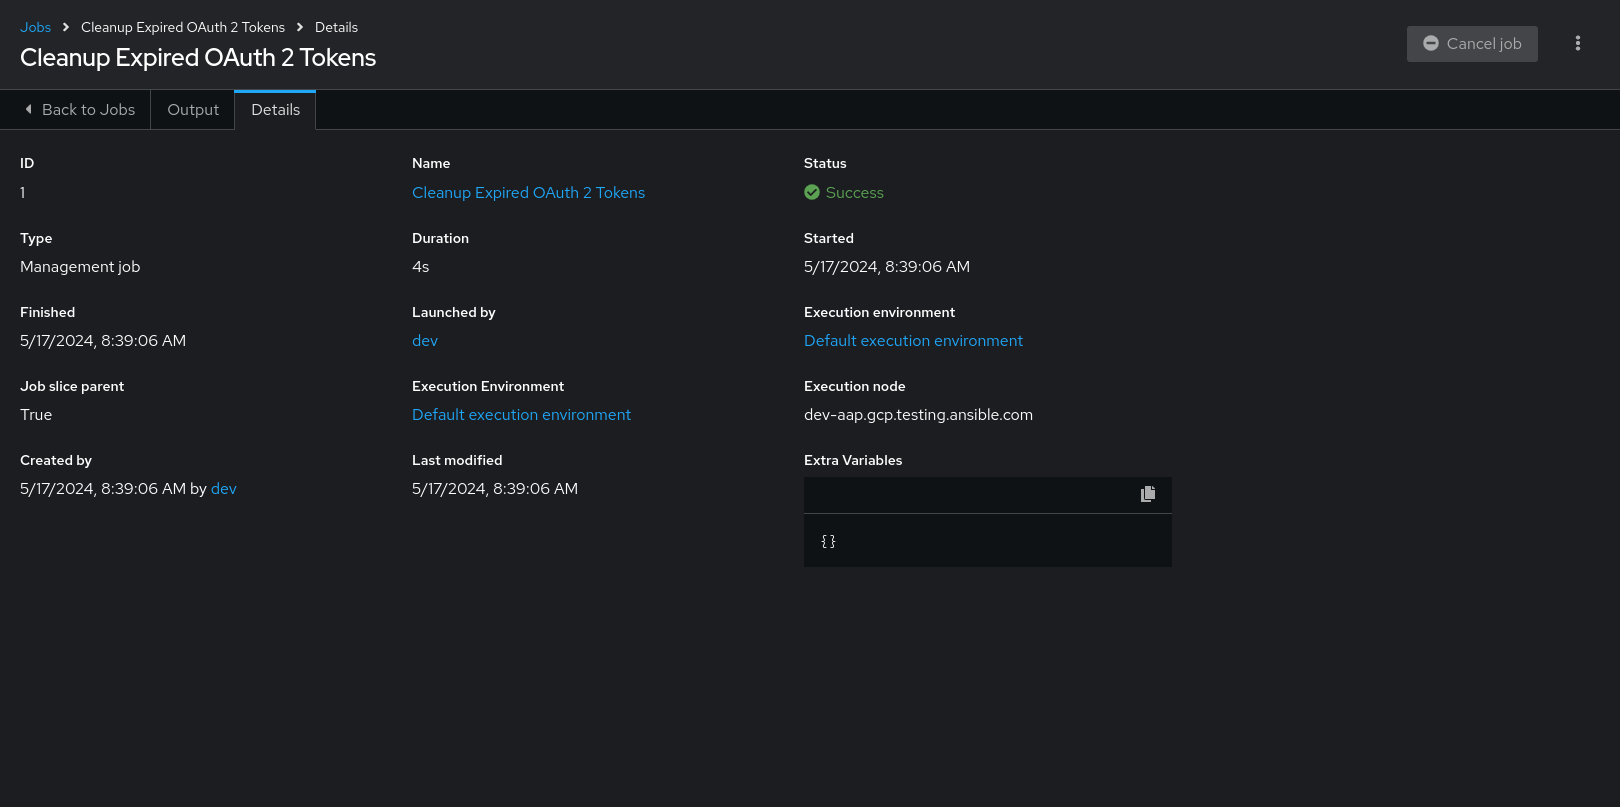 Jobs > Cleanup Expired OAuth 2 Tokens > Details
Cleanup Expired OAuth 2 Tokens
Cancel job
Back to Jobs
Output
Details
ID
1
Name
Cleanup Expired OAuth 2 Tokens
Status
Success
Type
Management job
Duration
4s
Started
5/17/2024, 8:39:06 AM
Finished
5/17/2024, 8:39:06 AM
Launched by
dev
Execution environment
Default execution environment
Job slice parent
True
Execution Environment
Default execution environment
Execution node
dev-aap.gcp.testing.ansible.com
Created by
5/17/2024, 8:39:06 AM by dev
Last modified
5/17/2024, 8:39:06 AM
Extra Variables
{}